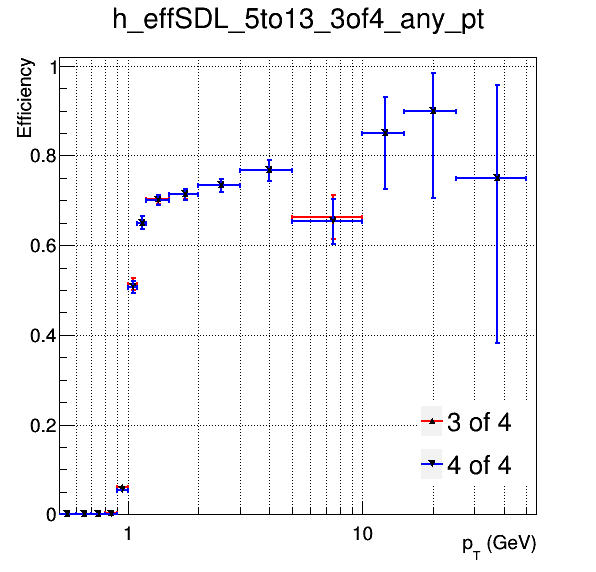 h_effSDL_5to13_3of4_any_pt
Efficiency
1
0.8
0.6
0.4
0.2
0
3 of 4
4 of 4
1
10
p_T (GeV)